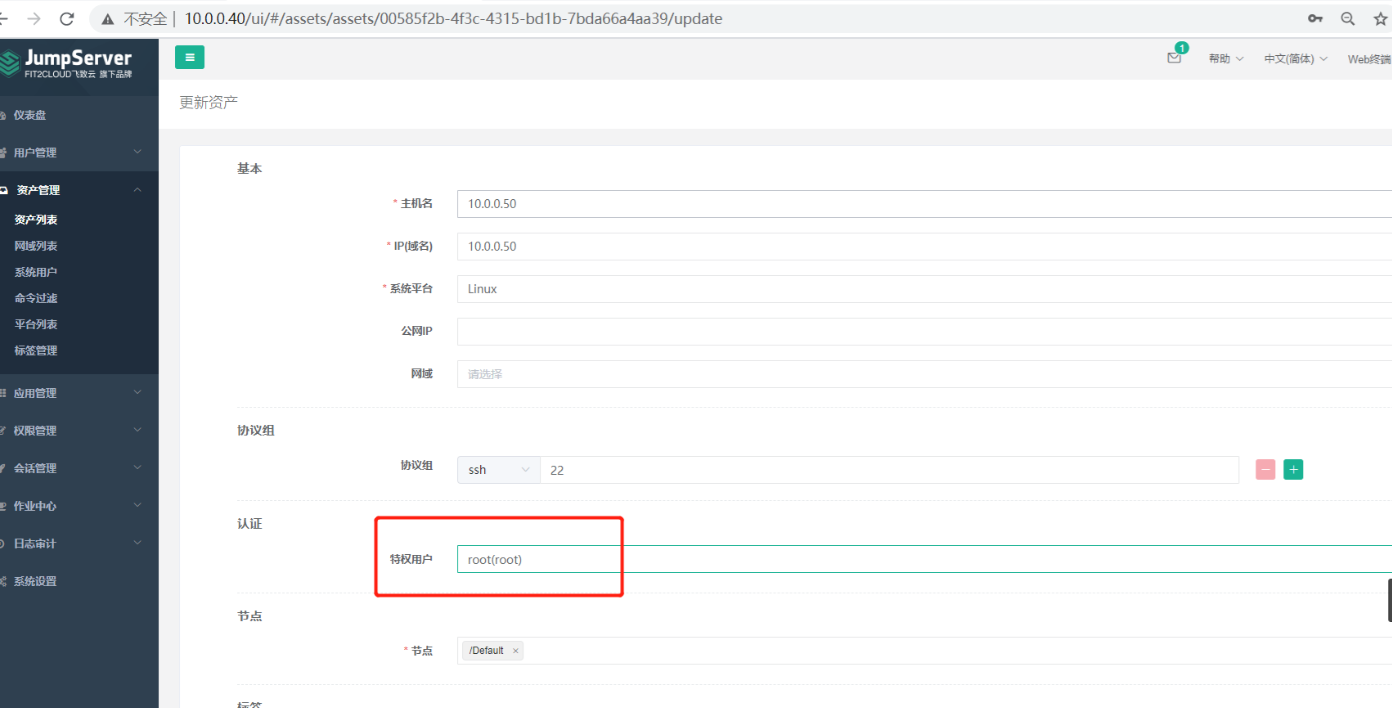 不安全 | 10.0.0.40/ui/#/assets/assets/00585f2b-4f3c-4315-bd1b-7bda66a4aa39/update
JumpServer
FIT2CLOUD飞致云 旗下品牌
1
帮助
中文(简体)
Web终端
仪表盘
用户管理
资产管理
资产列表
网域列表
系统用户
命令过滤
平台列表
标签管理
应用管理
权限管理
会话管理
作业中心
日志审计
系统设置
更新资产
基本
* 主机名 10.0.0.50
* IP(域名) 10.0.0.50
* 系统平台 Linux
公网IP
网域 请选择
协议组
协议组 ssh 22
认证
特权用户 root(root)
节点
* 节点 /Default ×
标签